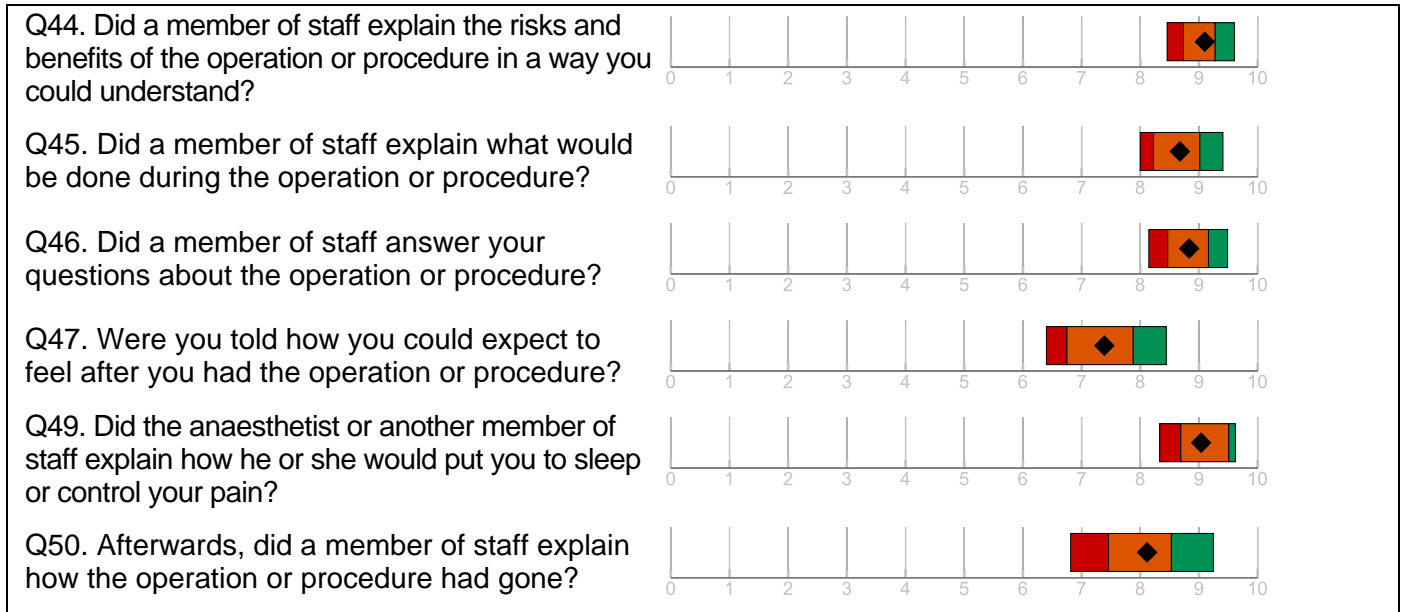 Q44. Did a member of staff explain the risks and
benefits of the operation or procedure in a way you
could understand?
0 1 2 3 4 5 6 7 8 9 10
Q45. Did a member of staff explain what would
be done during the operation or procedure?
0 1 2 3 4 5 6 7 8 9 10
Q46. Did a member of staff answer your
questions about the operation or procedure?
0 1 2 3 4 5 6 7 8 9 10
Q47. Were you told how you could expect to
feel after you had the operation or procedure?
0 1 2 3 4 5 6 7 8 9 10
Q49. Did the anaesthetist or another member of
staff explain how he or she would put you to sleep
or control your pain?
0 1 2 3 4 5 6 7 8 9 10
Q50. Afterwards, did a member of staff explain
how the operation or procedure had gone?
0 1 2 3 4 5 6 7 8 9 10